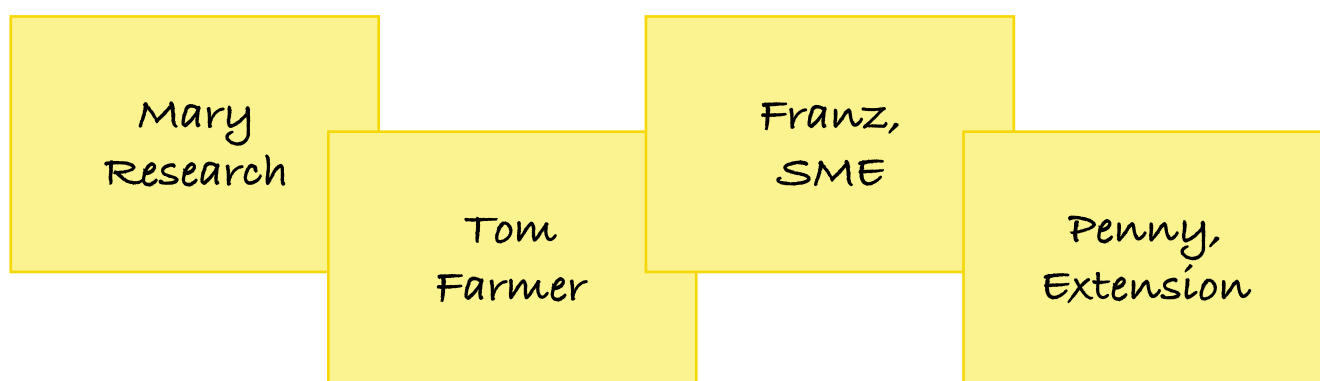 Mary
Research
Tom
Farmer
Franz,
SME
Penny,
Extension